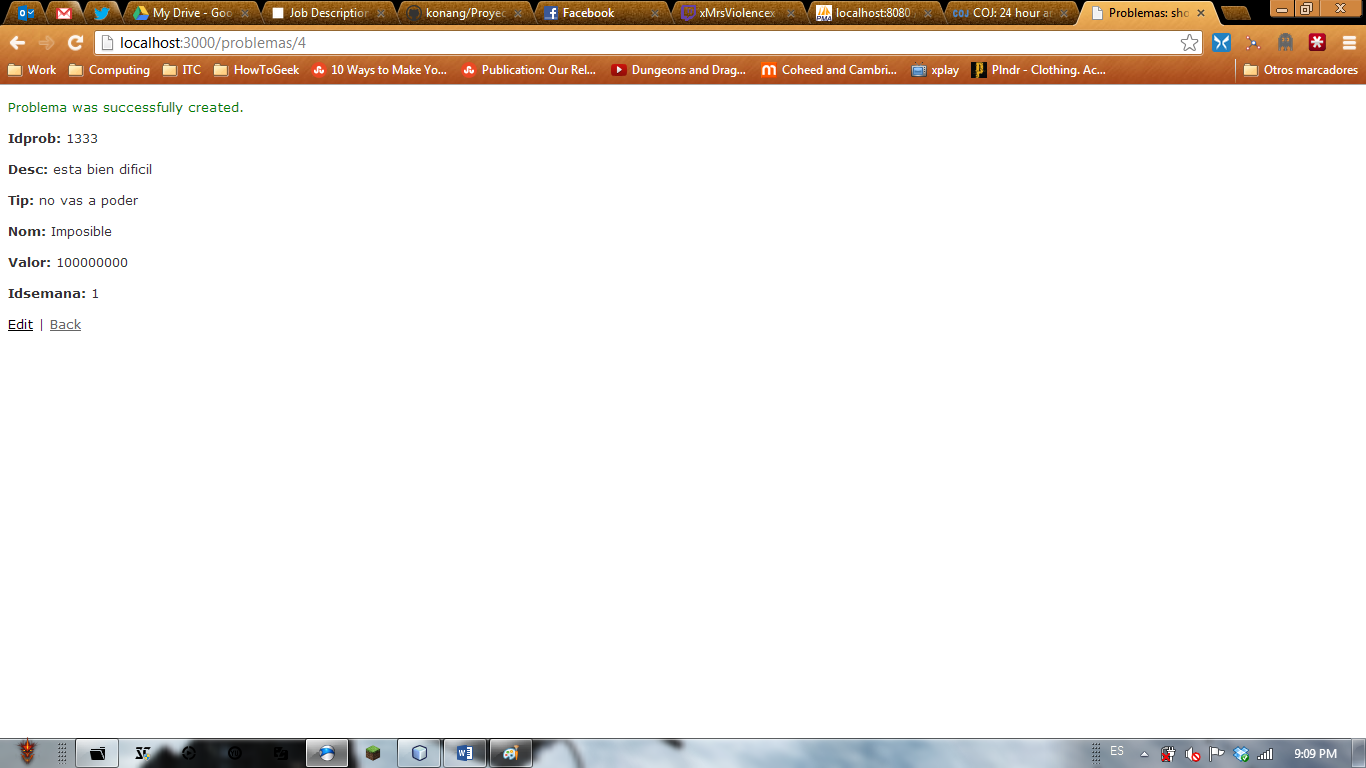 My Drive - Goo
Job Description
konang/Proyec
Facebook
xMrsViolencex
localhost:8080
COJ: 24 hour a
Problemas: sho
localhost:3000/problemas/4
Work
Computing
ITC
HowToGeek
10 Ways to Make Yo...
Publication: Our Rel...
Dungeons and Drag...
Coheed and Cambri...
xplay
Plndr - Clothing. Ac...
Otros marcadores
Problema was successfully created.
Idprob: 1333
Desc: esta bien dificil
Tip: no vas a poder
Nom: Imposible
Valor: 100000000
Idsemana: 1
Edit | Back
ES
9:09 PM